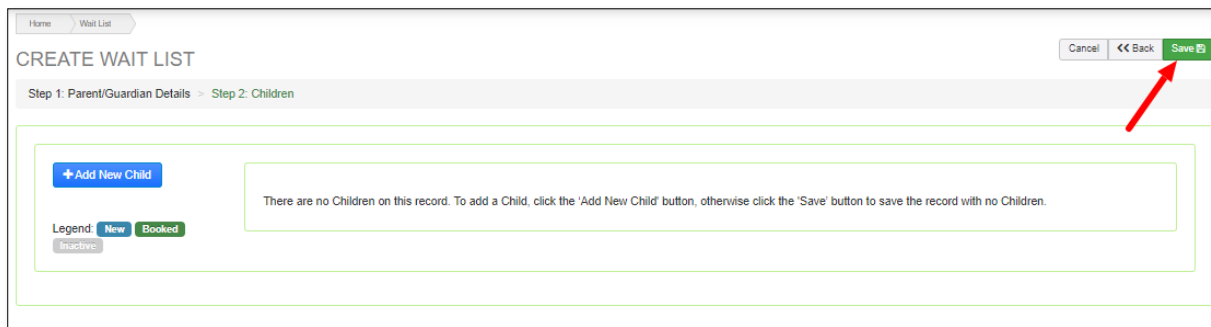 Home Wait List
CREATE WAIT LIST
Cancel << Back Save
Step 1: Parent/Guardian Details > Step 2: Children
+ Add New Child
There are no Children on this record. To add a Child, click the 'Add New Child' button, otherwise click the 'Save' button to save the record with no Children.
Legend: New Booked
Inactive